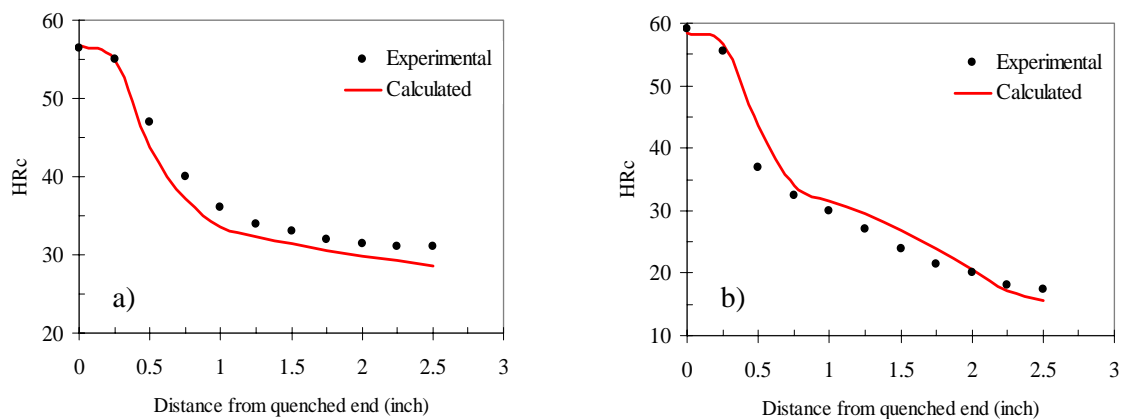 60
50
40
30
20
HRc
Experimental
Calculated
a)
0
0.5
1
1.5
2
2.5
3
Distance from quenched end (inch)
60
50
40
30
20
10
HRc
Experimental
Calculated
b)
0
0.5
1
1.5
2
2.5
3
Distance from quenched end (inch)